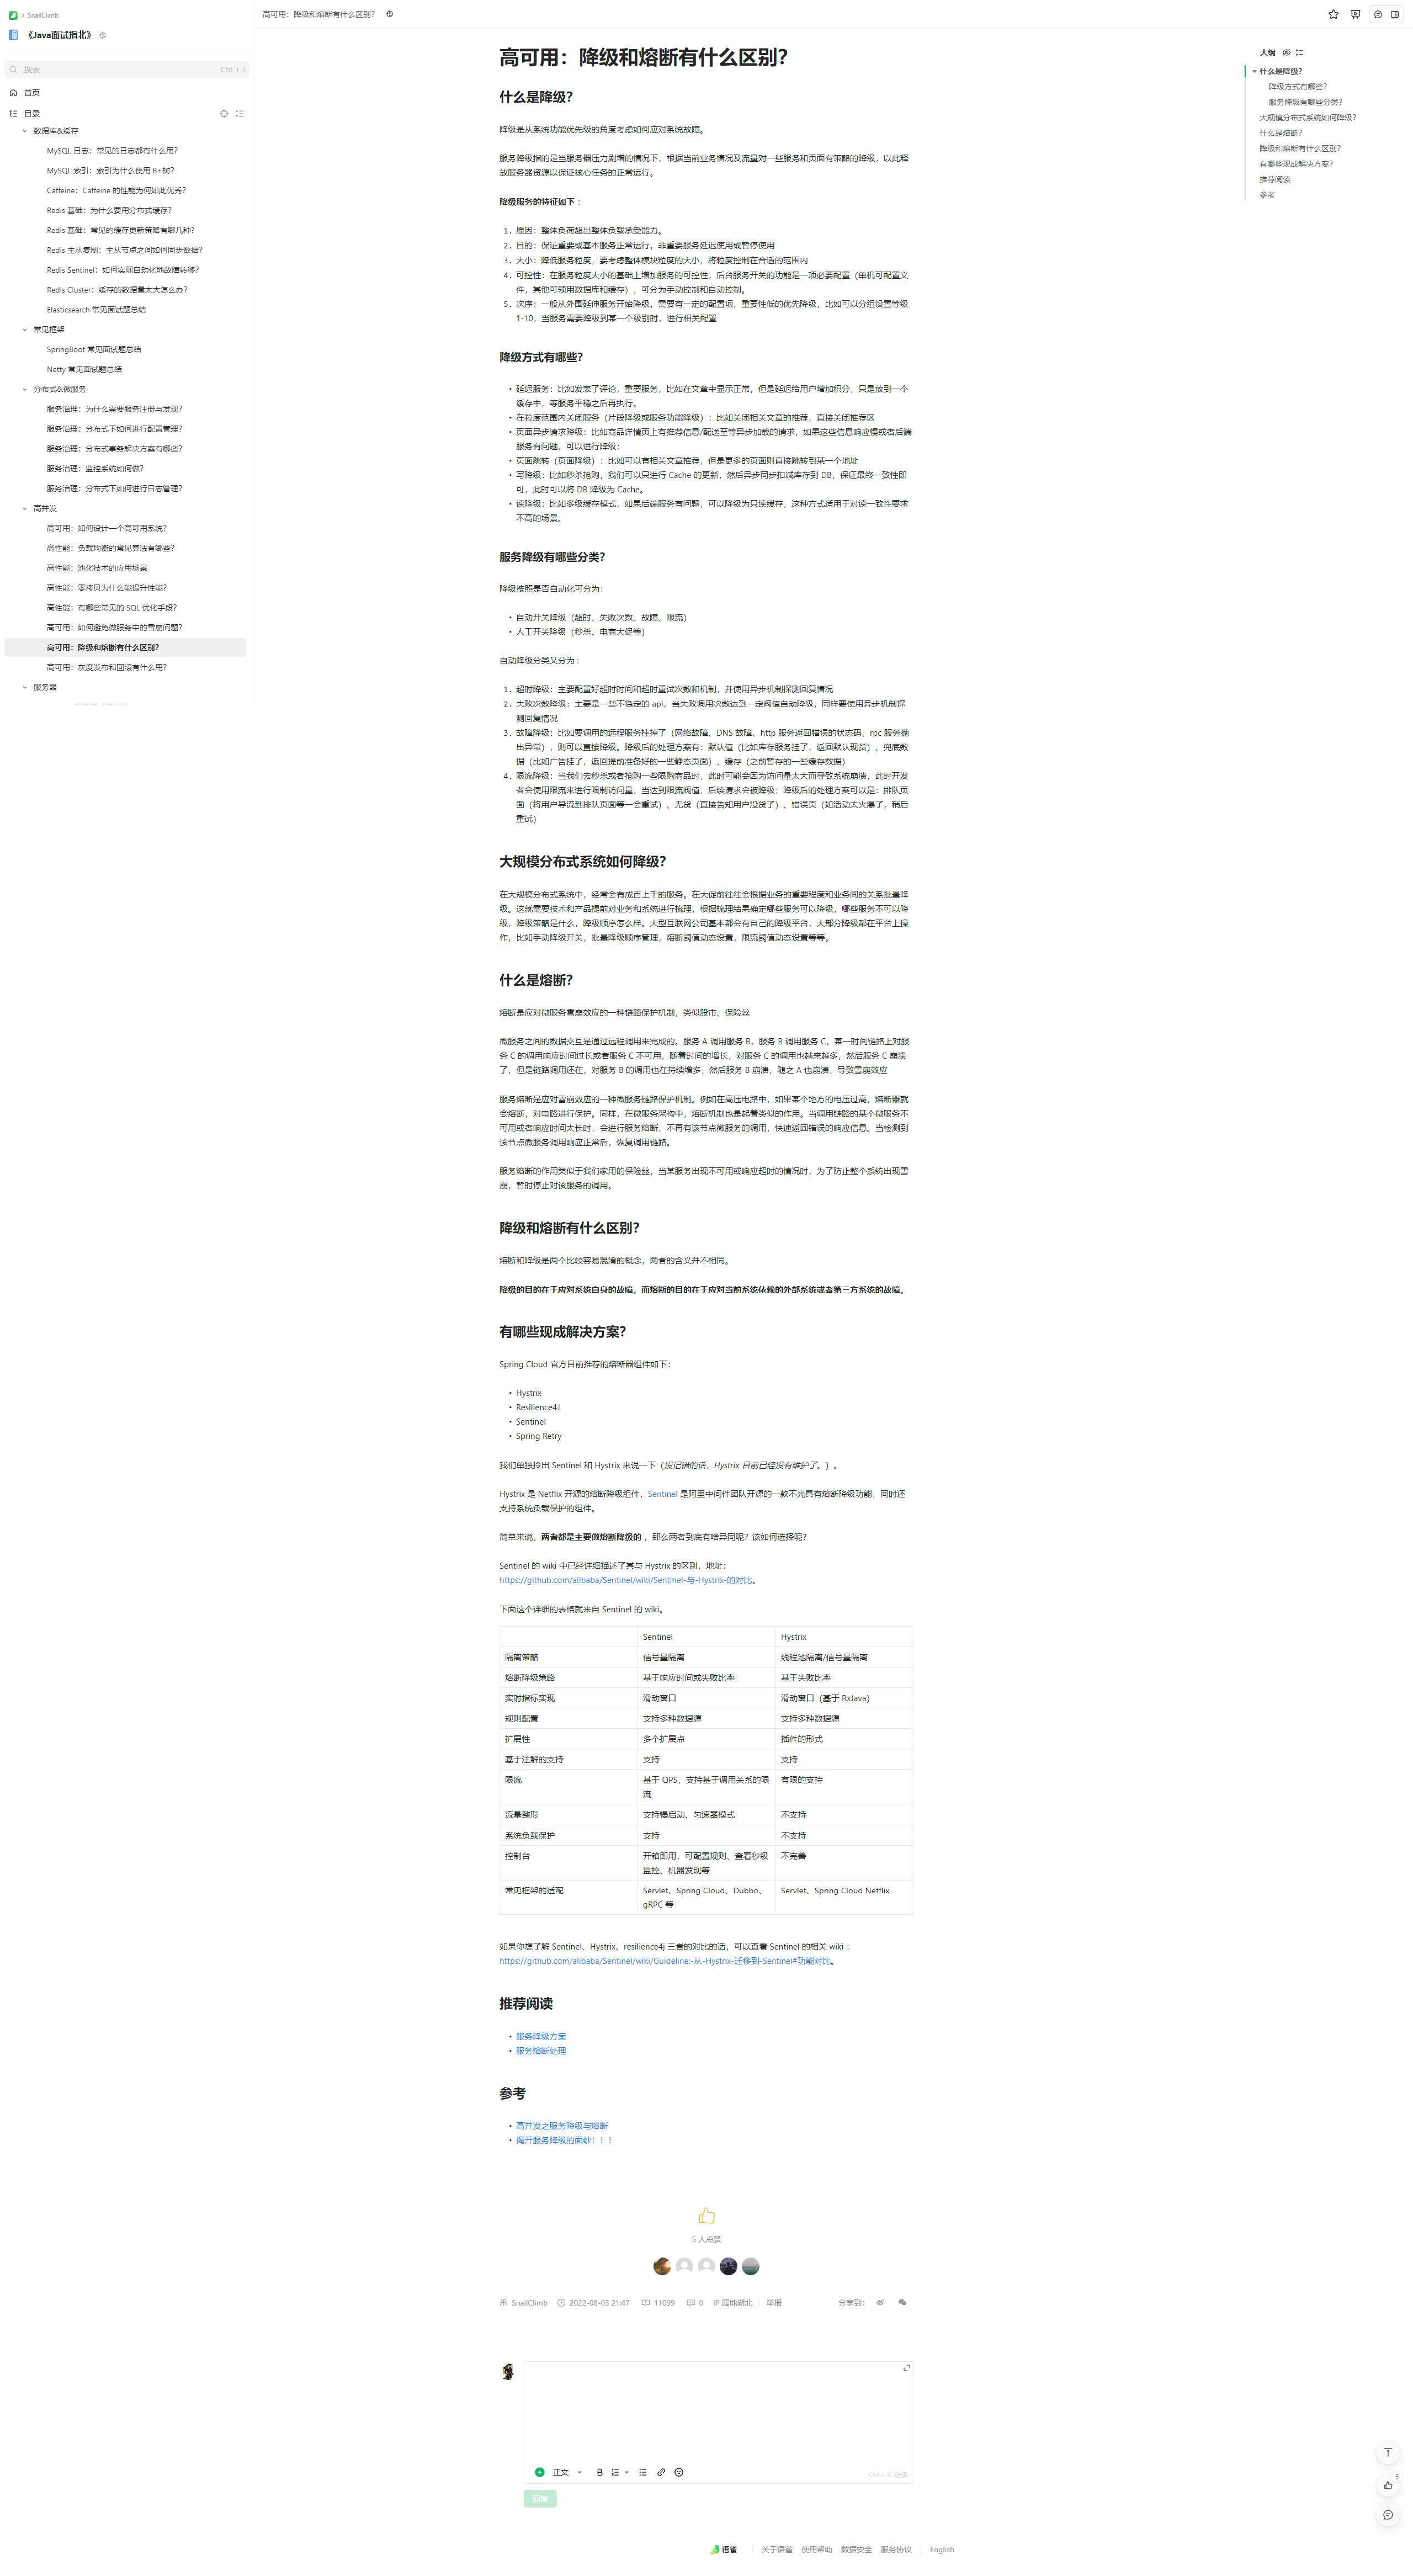 SnailClimb
《Java面试指北》
搜索 Ctrl + J
首页
目录
数据库&缓存
MySQL 日志：常见的日志都有什么用？
MySQL 索引：索引为什么使用 B+树？
Caffeine：Caffeine 的性能为何如此优秀？
Redis 基础：为什么要用分布式缓存？
Redis 基础：常见的缓存更新策略有哪几种？
Redis 主从复制：主从节点之间如何同步数据？
Redis Sentinel：如何实现自动化地故障转移？
Redis Cluster：缓存的数据量太大怎么办？
Elasticsearch 常见面试题总结
常见框架
SpringBoot 常见面试题总结
Netty 常见面试题总结
分布式&微服务
服务治理：为什么需要服务注册与发现？
服务治理：分布式下如何进行配置管理？
服务治理：分布式事务解决方案有哪些？
服务治理：监控系统如何做？
服务治理：分布式下如何进行日志管理？
高并发
高可用：如何设计一个高可用系统？
高性能：负载均衡的常见算法有哪些？
高性能：池化技术的应用场景
高性能：零拷贝为什么能提升性能？
高性能：有哪些常见的 SQL 优化手段？
高可用：如何避免微服务中的雪崩问题？
高可用：降级和熔断有什么区别？
高可用：灰度发布和回滚有什么用？
服务器
高可用：降级和熔断有什么区别？
高可用：降级和熔断有什么区别？
什么是降级？
降级是从系统功能优先级的角度考虑如何应对系统故障。
服务降级指的是当服务器压力剧增的情况下，根据当前业务情况及流量对一些服务和页面有策略的降级，以此释
放服务器资源以保证核心任务的正常运行。
降级服务的特征如下 ：
1. 原因：整体负荷超出整体负载承受能力。
2. 目的：保证重要或基本服务正常运行，非重要服务延迟使用或暂停使用
3. 大小：降低服务粒度，要考虑整体模块粒度的大小，将粒度控制在合适的范围内
4. 可控性：在服务粒度大小的基础上增加服务的可控性，后台服务开关的功能是一项必要配置（单机可配置文
件，其他可领用数据库和缓存），可分为手动控制和自动控制。
5. 次序：一般从外围延伸服务开始降级，需要有一定的配置项，重要性低的优先降级，比如可以分组设置等级
1-10，当服务需要降级到某一个级别时，进行相关配置
降级方式有哪些？
• 延迟服务：比如发表了评论，重要服务，比如在文章中显示正常，但是延迟给用户增加积分，只是放到一个
缓存中，等服务平稳之后再执行。
• 在粒度范围内关闭服务（片段降级或服务功能降级）：比如关闭相关文章的推荐，直接关闭推荐区
• 页面异步请求降级：比如商品详情页上有推荐信息/配送至等异步加载的请求，如果这些信息响应慢或者后端
服务有问题，可以进行降级；
• 页面跳转（页面降级）：比如可以有相关文章推荐，但是更多的页面则直接跳转到某一个地址
• 写降级：比如秒杀抢购，我们可以只进行 Cache 的更新，然后异步同步扣减库存到 DB，保证最终一致性即
可，此时可以将 DB 降级为 Cache。
• 读降级：比如多级缓存模式，如果后端服务有问题，可以降级为只读缓存，这种方式适用于对读一致性要求
不高的场景。
服务降级有哪些分类？
降级按照是否自动化可分为：
• 自动开关降级（超时、失败次数、故障、限流）
• 人工开关降级（秒杀、电商大促等）
自动降级分类又分为 :
1. 超时降级：主要配置好超时时间和超时重试次数和机制，并使用异步机制探测回复情况
2. 失败次数降级：主要是一些不稳定的 api，当失败调用次数达到一定阀值自动降级，同样要使用异步机制探
测回复情况
3. 故障降级：比如要调用的远程服务挂掉了（网络故障、DNS 故障、http 服务返回错误的状态码、rpc 服务抛
出异常），则可以直接降级。降级后的处理方案有：默认值（比如库存服务挂了，返回默认现货）、兜底数
据（比如广告挂了，返回提前准备好的一些静态页面）、缓存（之前暂存的一些缓存数据）
4. 限流降级：当我们去秒杀或者抢购一些限购商品时，此时可能会因为访问量太大而导致系统崩溃，此时开发
者会使用限流来进行限制访问量，当达到限流阀值，后续请求会被降级；降级后的处理方案可以是：排队页
面（将用户导流到排队页面等一会重试）、无货（直接告知用户没货了）、错误页（如活动太火爆了，稍后
重试）
大规模分布式系统如何降级？
在大规模分布式系统中，经常会有成百上千的服务。在大促前往往会根据业务的重要程度和业务间的关系批量降
级。这就需要技术和产品提前对业务和系统进行梳理，根据梳理结果确定哪些服务可以降级，哪些服务不可以降
级，降级策略是什么，降级顺序怎么样。大型互联网公司基本都会有自己的降级平台，大部分降级都在平台上操
作，比如手动降级开关，批量降级顺序管理，熔断阈值动态设置，限流阈值动态设置等等。
什么是熔断？
熔断是应对微服务雪崩效应的一种链路保护机制，类似股市、保险丝
微服务之间的数据交互是通过远程调用来完成的。服务 A 调用服务 B，服务 B 调用服务 C，某一时间链路上对服
务 C 的调用响应时间过长或者服务 C 不可用，随着时间的增长，对服务 C 的调用也越来越多，然后服务 C 崩溃
了，但是链路调用还在，对服务 B 的调用也在持续增多，然后服务 B 崩溃，随之 A 也崩溃，导致雪崩效应
服务熔断是应对雪崩效应的一种微服务链路保护机制。例如在高压电路中，如果某个地方的电压过高，熔断器就
会熔断，对电路进行保护。同样，在微服务架构中，熔断机制也是起着类似的作用。当调用链路的某个微服务不
可用或者响应时间太长时，会进行服务熔断，不再有该节点微服务的调用，快速返回错误的响应信息。当检测到
该节点微服务调用响应正常后，恢复调用链路。
服务熔断的作用类似于我们家用的保险丝，当某服务出现不可用或响应超时的情况时，为了防止整个系统出现雪
崩，暂时停止对该服务的调用。
降级和熔断有什么区别？
熔断和降级是两个比较容易混淆的概念，两者的含义并不相同。
降级的目的在于应对系统自身的故障，而熔断的目的在于应对当前系统依赖的外部系统或者第三方系统的故障。
有哪些现成解决方案？
Spring Cloud 官方目前推荐的熔断器组件如下：
• Hystrix
• Resilience4J
• Sentinel
• Spring Retry
我们单独拎出 Sentinel 和 Hystrix 来说一下（没记错的话，Hystrix 目前已经没有维护了。）。
Hystrix 是 Netflix 开源的熔断降级组件，Sentinel 是阿里中间件团队开源的一款不光具有熔断降级功能，同时还
支持系统负载保护的组件。
简单来说，两者都是主要做熔断降级的 ，那么两者到底有啥异同呢？该如何选择呢？
Sentinel 的 wiki 中已经详细描述了其与 Hystrix 的区别，地址：
https://github.com/alibaba/Sentinel/wiki/Sentinel-与-Hystrix-的对比。
下面这个详细的表格就来自 Sentinel 的 wiki。
Sentinel Hystrix
隔离策略 信号量隔离 线程池隔离/信号量隔离
熔断降级策略 基于响应时间或失败比率 基于失败比率
实时指标实现 滑动窗口 滑动窗口（基于 RxJava）
规则配置 支持多种数据源 支持多种数据源
扩展性 多个扩展点 插件的形式
基于注解的支持 支持 支持
限流 基于 QPS，支持基于调用关系的限 有限的支持
流
流量整形 支持慢启动、匀速器模式 不支持
系统负载保护 支持 不支持
控制台 开箱即用，可配置规则、查看秒级 不完善
监控、机器发现等
常见框架的适配 Servlet、Spring Cloud、Dubbo、 Servlet、Spring Cloud Netflix
gRPC 等
如果你想了解 Sentinel、Hystrix、resilience4j 三者的对比的话，可以查看 Sentinel 的相关 wiki ：
https://github.com/alibaba/Sentinel/wiki/Guideline:-从-Hystrix-迁移到-Sentinel#功能对比。
推荐阅读
• 服务降级方案
• 服务熔断处理
参考
• 高并发之服务降级与熔断
• 揭开服务降级的面纱！！！
5 人点赞
SnailClimb 2022-08-03 21:47 11099 0 IP 属地湖北 举报 分享到：
正文 Ctrl + K 链接
回复
语雀 关于语雀 使用帮助 数据安全 服务协议 English
大纲
什么是降级？
降级方式有哪些？
服务降级有哪些分类？
大规模分布式系统如何降级？
什么是熔断？
降级和熔断有什么区别？
有哪些现成解决方案？
推荐阅读
参考
5